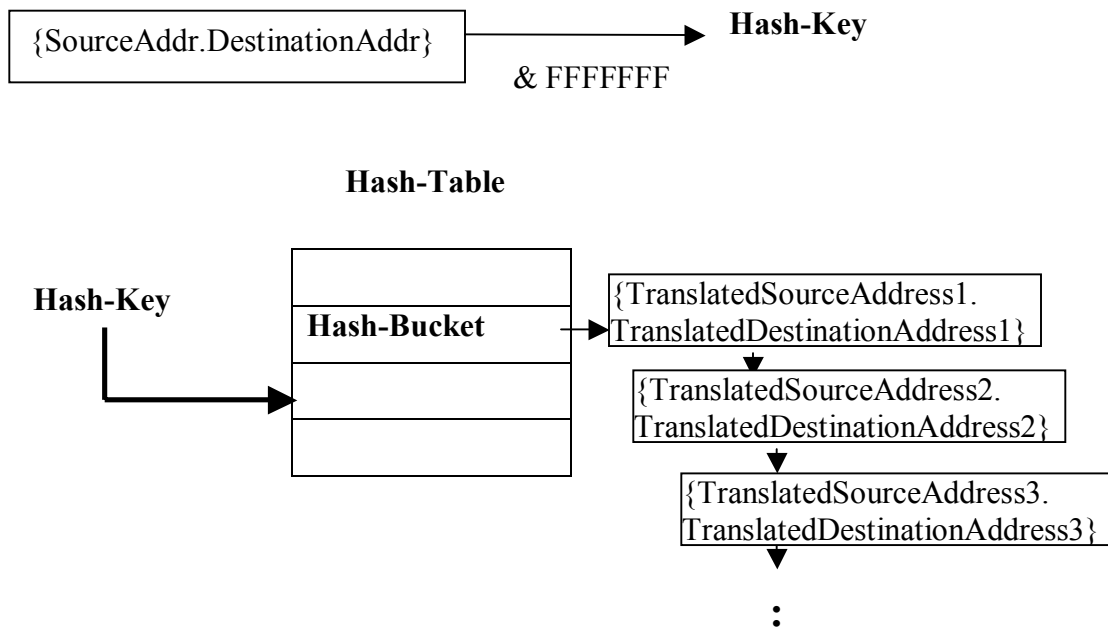 {SourceAddr.DestinationAddr}
Hash-Key
& FFFFFFF
Hash-Table
Hash-Key
Hash-Bucket
{TranslatedSourceAddress1.
TranslatedDestinationAddress1}
{TranslatedSourceAddress2.
TranslatedDestinationAddress2}
{TranslatedSourceAddress3.
TranslatedDestinationAddress3}
: